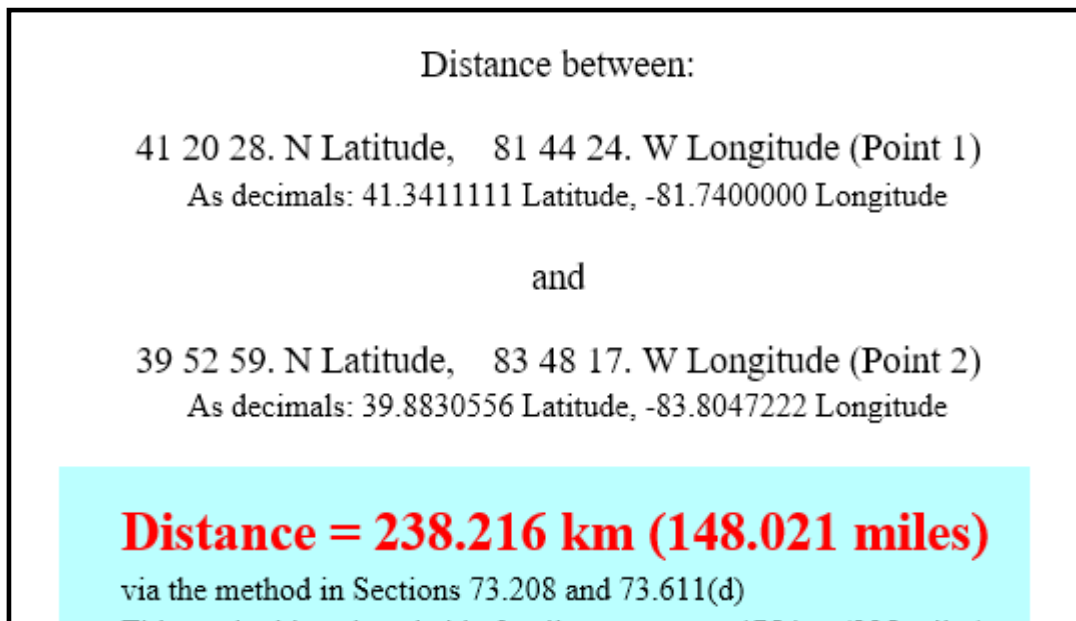 Distance between:
41 20 28. N Latitude, 81 44 24. W Longitude (Point 1)
As decimals: 41.3411111 Latitude, -81.7400000 Longitude
and
39 52 59. N Latitude, 83 48 17. W Longitude (Point 2)
As decimals: 39.8830556 Latitude, -83.8047222 Longitude
Distance = 238.216 km (148.021 miles)
via the method in Sections 73.208 and 73.611(d)